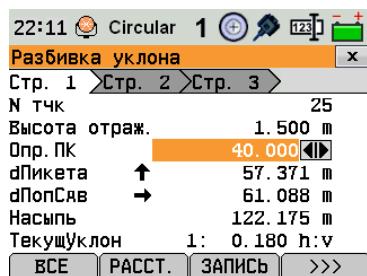 22:11 Circular 1 123
Разбивка уклона x
Стр. 1 Стр. 2 Стр. 3
N тчк 25
Высота отраж. 1.500 m
Опр.ПК 40.000
dПикета ↑ 57.371 m
dПопСдв → 61.088 m
Насыпь 122.175 m
ТекущУклон 1: 0.180 h:v
ВСЕ РАССТ. ЗАПИСЬ >>>